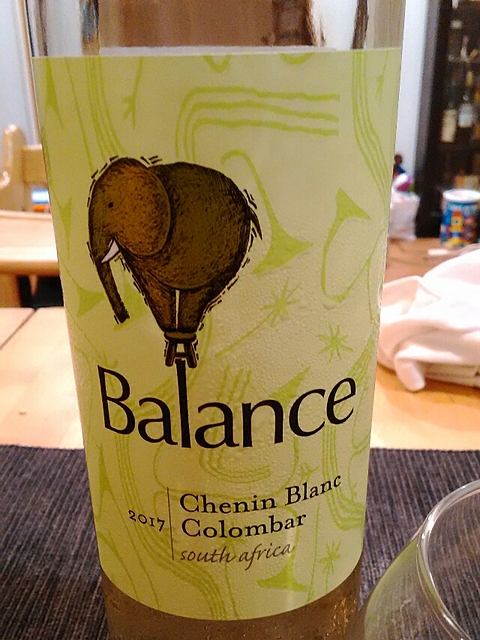 Balance
2017
Chenin Blanc
Colombar
south africa